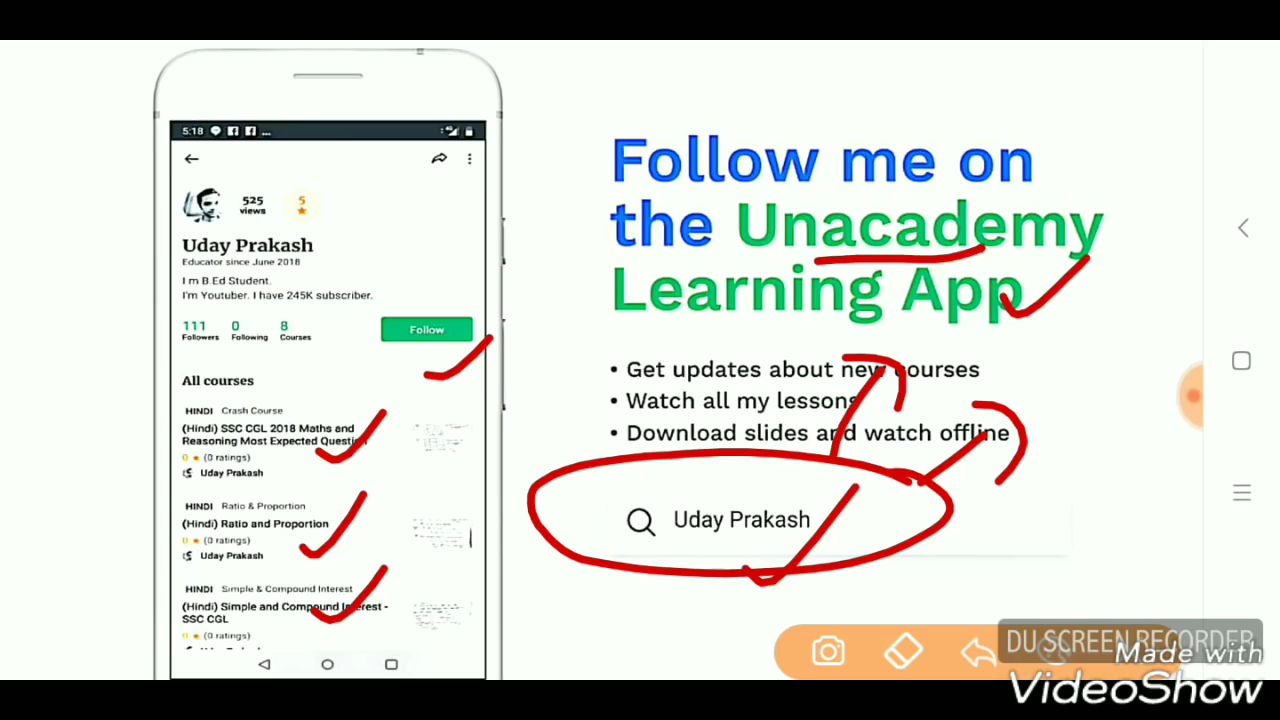 5:18
525
views
5
Uday Prakash
Educator since June 2018
I m B.Ed Student.
I'm Youtuber. I have 245K subscriber.
111
Followers
0
Following
8
Courses
Follow
All courses
HINDI Crash Course
(Hindi) SSC CGL 2018 Maths and
Reasoning Most Expected Question
0 ★ (0 ratings)
Uday Prakash
HINDI Ratio & Proportion
(Hindi) Ratio and Proportion
0 ★ (0 ratings)
Uday Prakash
HINDI Simple & Compound Interest
(Hindi) Simple and Compound Interest -
SSC CGL
0 ★ (0 ratings)
Follow me on
the Unacademy
Learning App
• Get updates about new courses
• Watch all my lessons
• Download slides and watch offline
Uday Prakash
DU SCREEN RECORDER
Made with
VideoShow